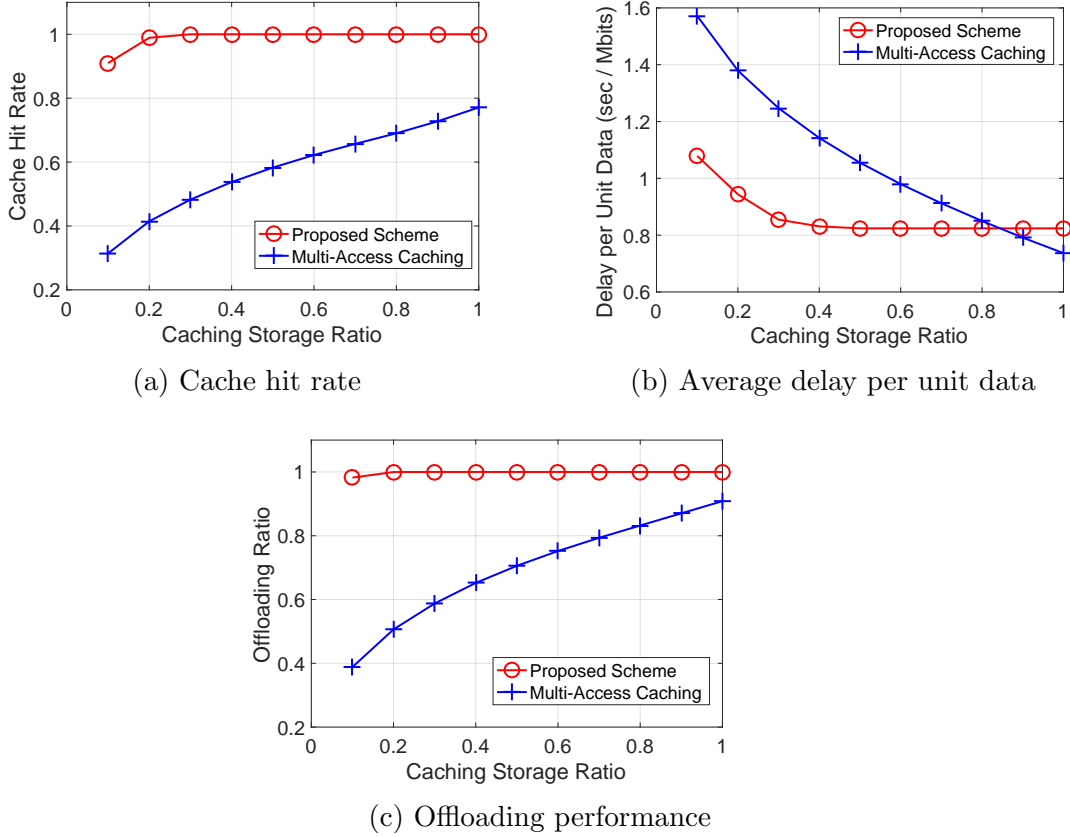 1
0.8
0.6
0.4
0.2
Cache Hit Rate
Proposed Scheme
Multi-Access Caching
0 0.2 0.4 0.6 0.8 1
Caching Storage Ratio
(a) Cache hit rate
1.6
1.4
1.2
1
0.8
0.6
Delay per Unit Data (sec / Mbits)
Proposed Scheme
Multi-Access Caching
0 0.2 0.4 0.6 0.8 1
Caching Storage Ratio
(b) Average delay per unit data
1
0.8
0.6
0.4
0.2
Offloading Ratio
Proposed Scheme
Multi-Access Caching
0 0.2 0.4 0.6 0.8 1
Caching Storage Ratio
(c) Offloading performance